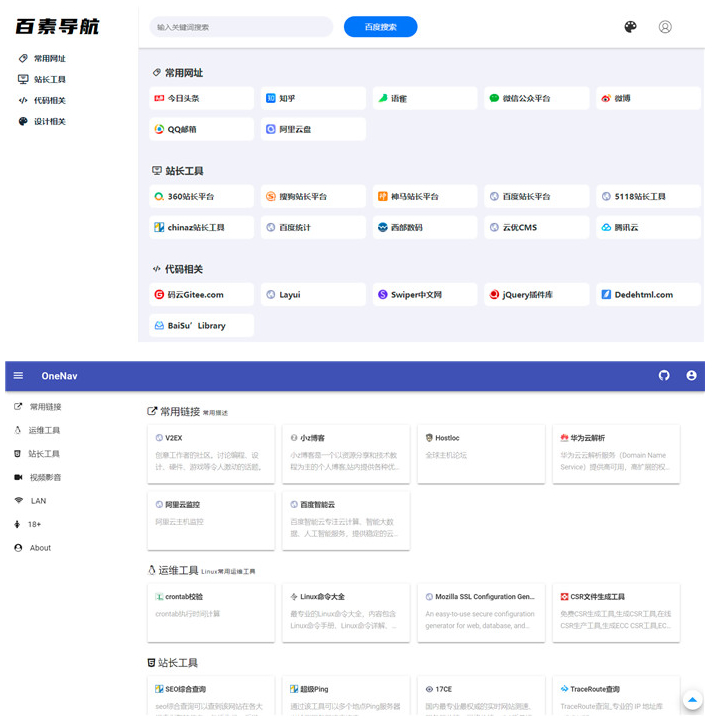 百素导航
输入关键词搜索
百度搜索
常用网址
站长工具
代码相关
设计相关
常用网址
今日头条
知乎
语雀
微信公众平台
微博
QQ邮箱
阿里云盘
站长工具
360站长平台
搜狗站长平台
神马站长平台
百度站长平台
5118站长工具
chinaz站长工具
百度统计
西部数码
云优CMS
腾讯云
代码相关
码云Gitee.com
Layui
Swiper中文网
jQuery插件库
Dedehtml.com
BaiSu' Library
OneNav
常用链接
运维工具
站长工具
视频影音
LAN
18+
About
常用链接 常用描述
V2EX
创意工作者的社区。讨论编程、设
计、硬件、游戏等令人激动的话题。
小z博客
小z博客是一个以资源分享和技术教
程为主的个人博客,站内提供各种优...
Hostloc
全球主机论坛
华为云解析
华为云云解析服务（Domain Name
Service）提供高可用，高扩展的权...
阿里云监控
阿里云主机监控
百度智能云
百度智能云专注云计算、智能大数
据、人工智能服务，提供稳定的云...
运维工具 Linux常用运维工具
crontab校验
crontab执行时间计算
Linux命令大全
最专业的Linux命令大全，内容包含
Linux命令手册、Linux命令详解、...
Mozilla SSL Configuration Gen...
An easy-to-use secure configuration
generator for web, database, and...
CSR文件生成工具
免费CSR生成工具,生成CSR工具,在线
CSR生产工具,生成ECC CSR工具,EC...
站长工具
SEO综合查询
seo综合查询可以查到该网站在各大
超级Ping
通过该工具可以多个地点Ping服务器
17CE
国内最专业最权威的实时网站测速,
TraceRoute查询
TraceRoute查询,专业的 IP 地址库